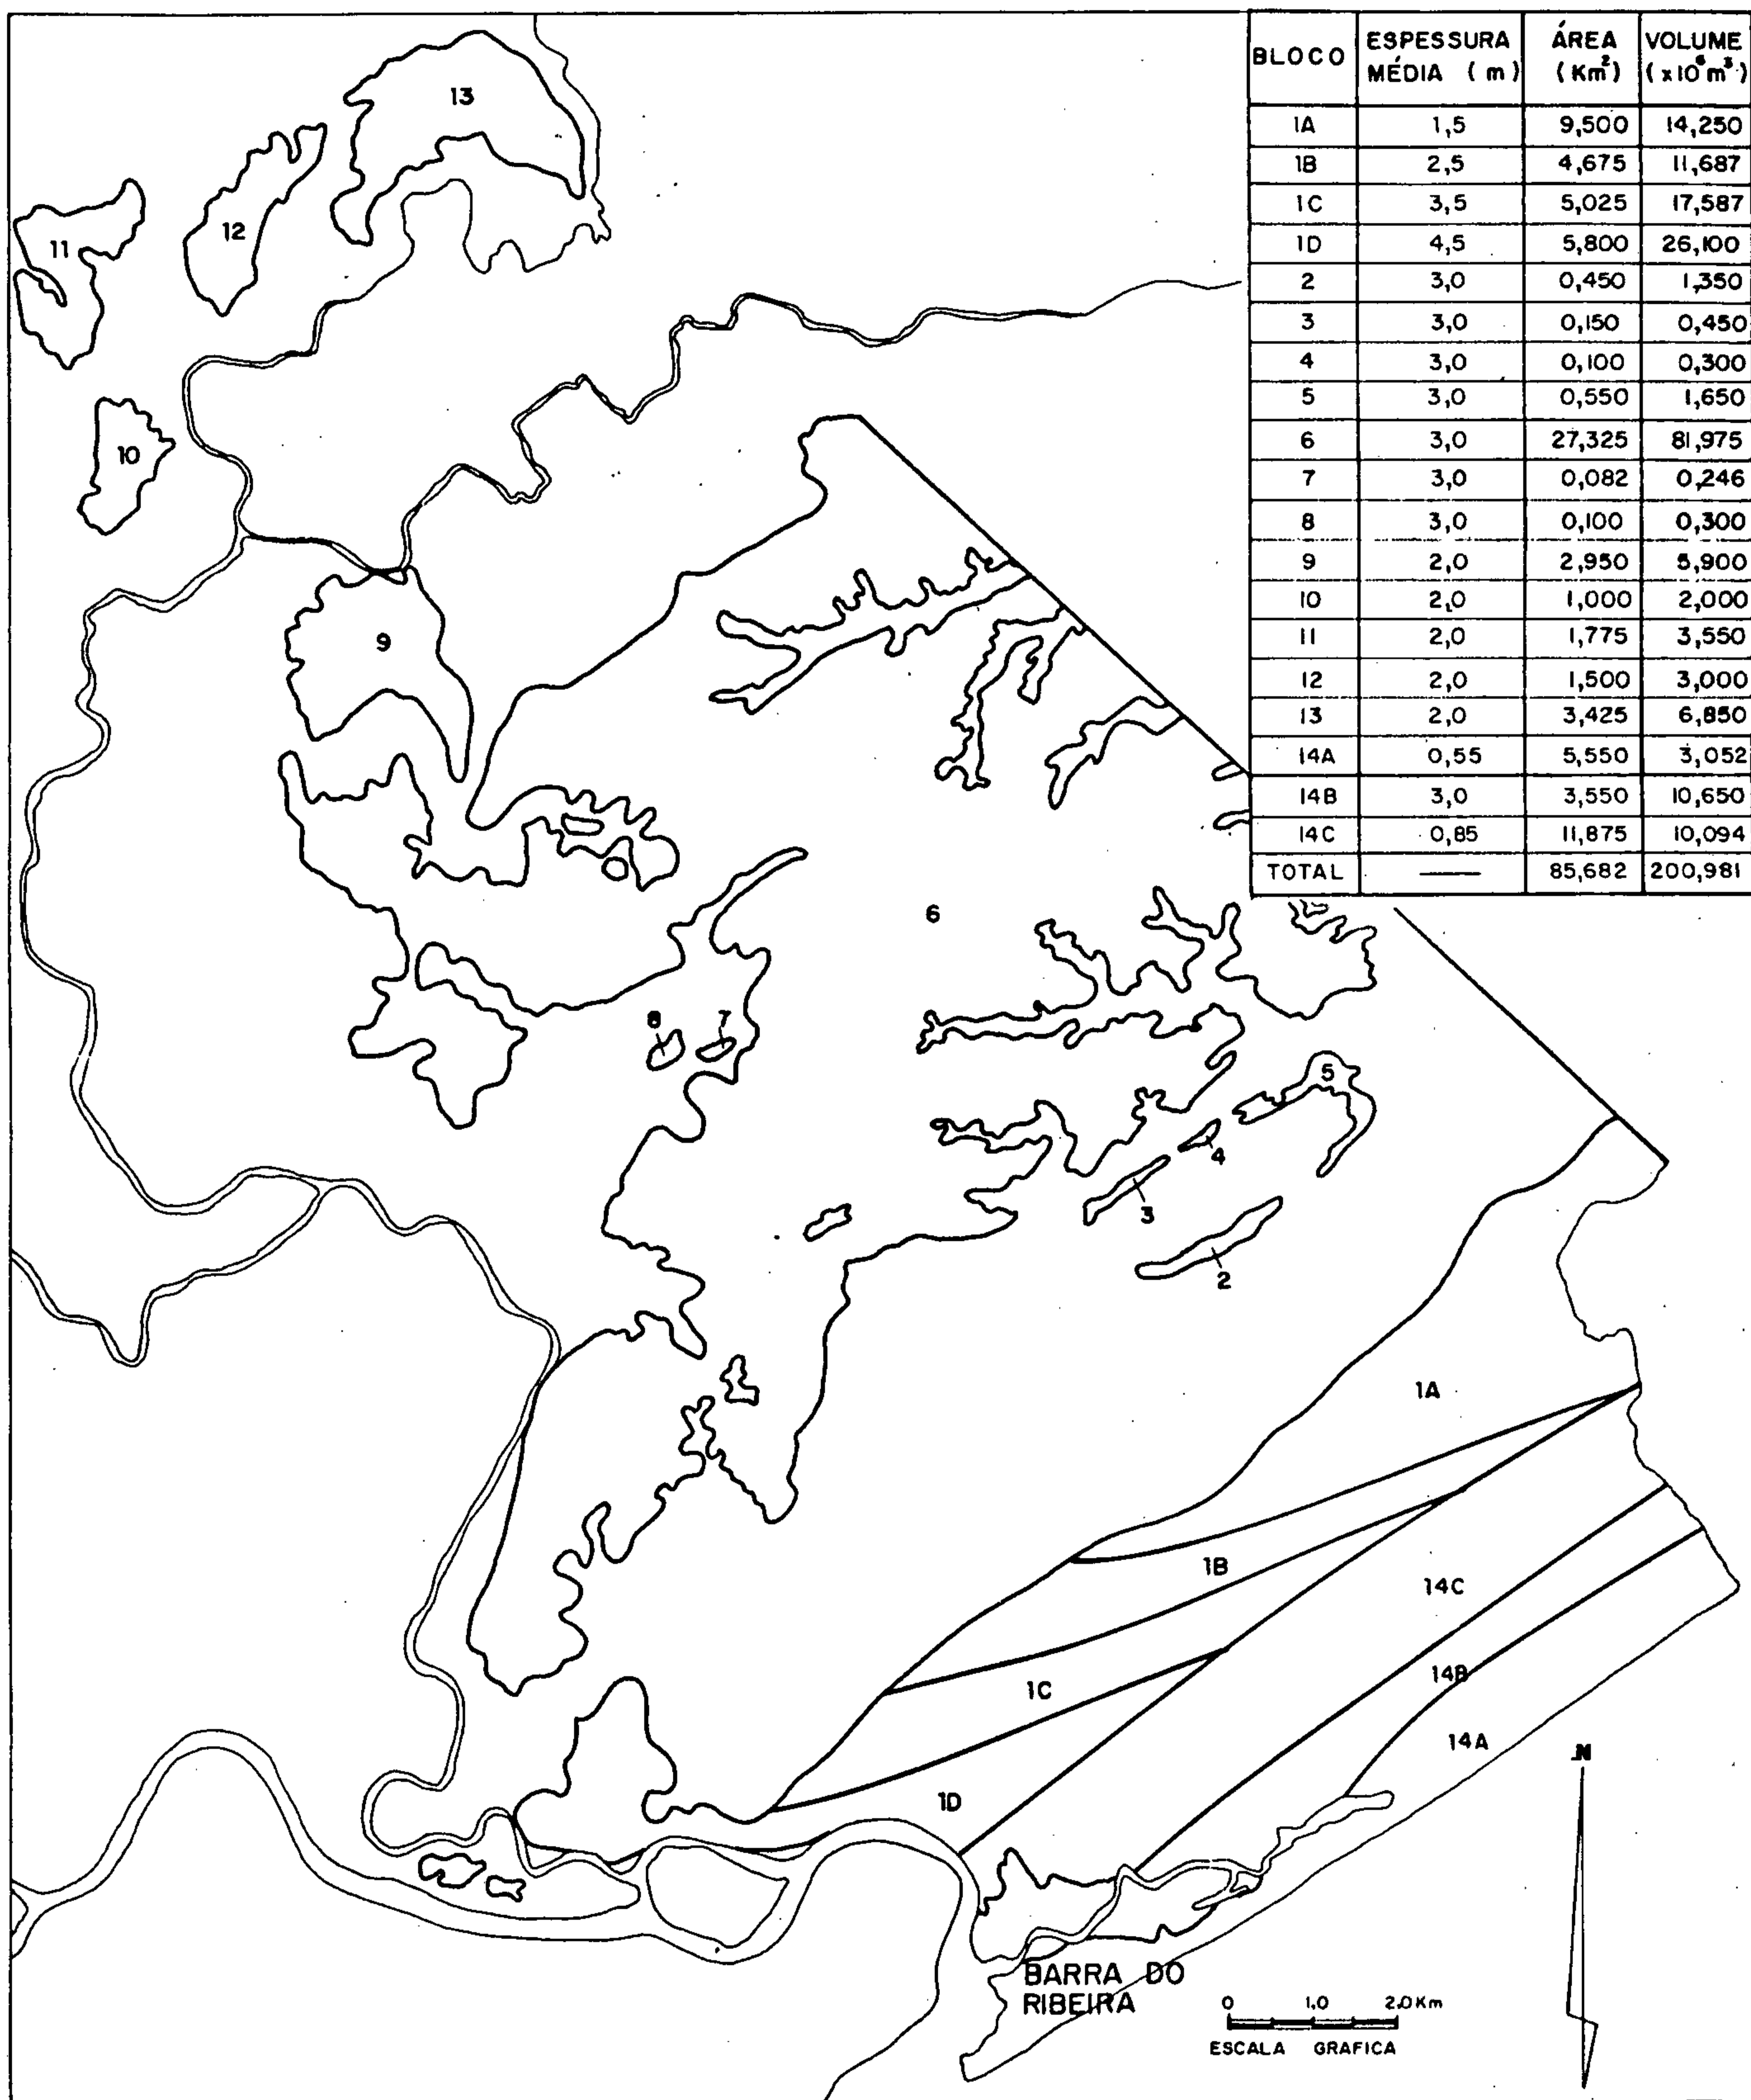 BLOCO ESPESSURA MÉDIA (m) ÁREA (Km²) VOLUME (x10⁶m³)
1A 1,5 9,500 14,250
1B 2,5 4,675 11,687
1C 3,5 5,025 17,587
1D 4,5 5,800 26,100
2 3,0 0,450 1,350
3 3,0 0,150 0,450
4 3,0 0,100 0,300
5 3,0 0,550 1,650
6 3,0 27,325 81,975
7 3,0 0,082 0,246
8 3,0 0,100 0,300
9 2,0 2,950 5,900
10 2,0 1,000 2,000
11 2,0 1,775 3,550
12 2,0 1,500 3,000
13 2,0 3,425 6,850
14A 0,55 5,550 3,052
14B 3,0 3,550 10,650
14C 0,85 11,875 10,094
TOTAL —— 85,682 200,981
13
12
11
10
9
6
8 7
5
4
3
2
1A
1B
14C
14B
1C
14A
1D
N
BARRA DO
RIBEIRA
0 1,0 2,0 Km
ESCALA GRAFICA